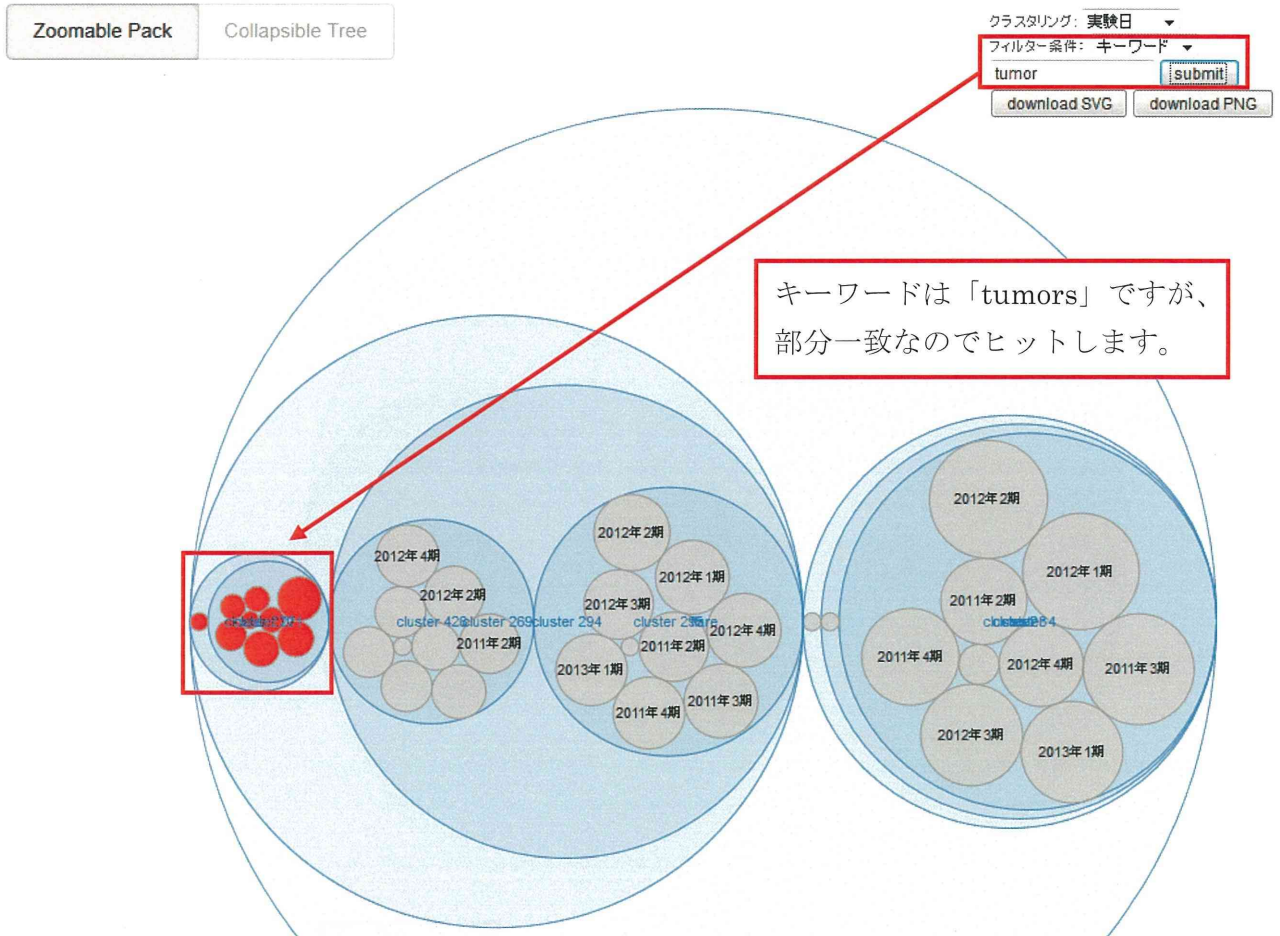 Zoomable Pack
Collapsible Tree
クラスタリング: 実験日
フィルター条件: キーワード
tumor
submit
download SVG
download PNG
キーワードは「tumors」ですが、
部分一致なのでヒットします。
2012年2期
2012年4期
2012年2期
2012年1期
2012年1期
2012年2期
2012年3期
2011年2期
cluster 428
cluster 269
cluster 294
2012年4期
2011年2期
2011年2期
2011年4期
2012年4期
2011年3期
2013年1期
2011年3期
2011年4期
2012年3期
2013年1期